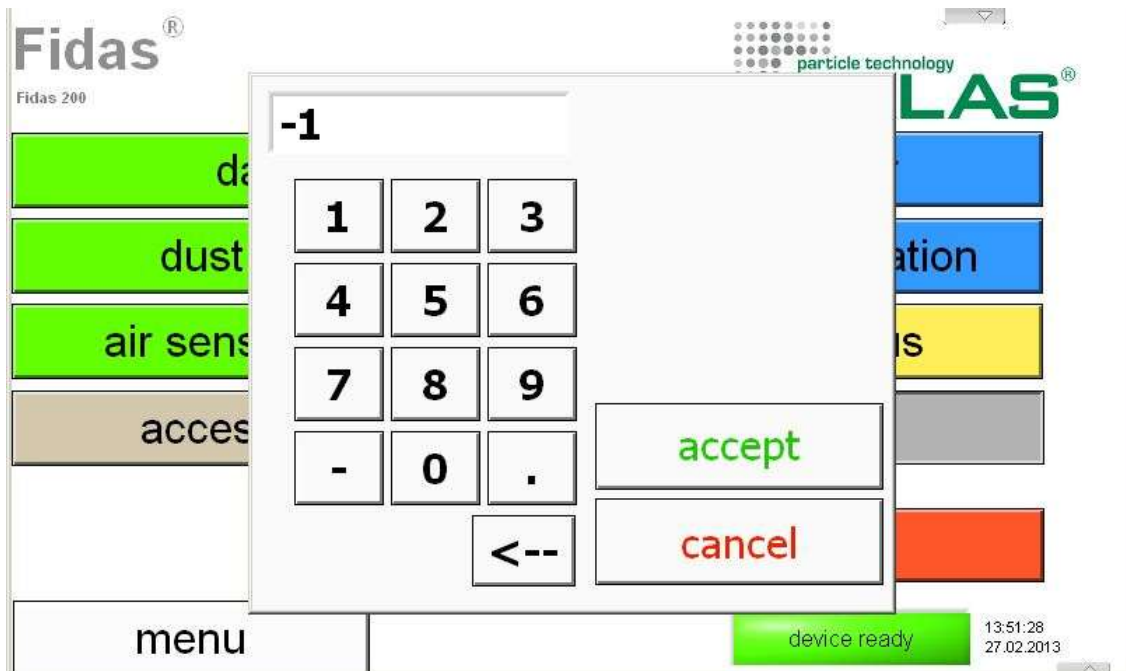 Fidas®
Fidas 200
particle technology
LAS®
-1
da
1 2 3
dust
ation
4 5 6
air sens
us
7 8 9
acces
accept
- 0 .
<--
cancel
menu
device ready
13:51:28
27.02.2013